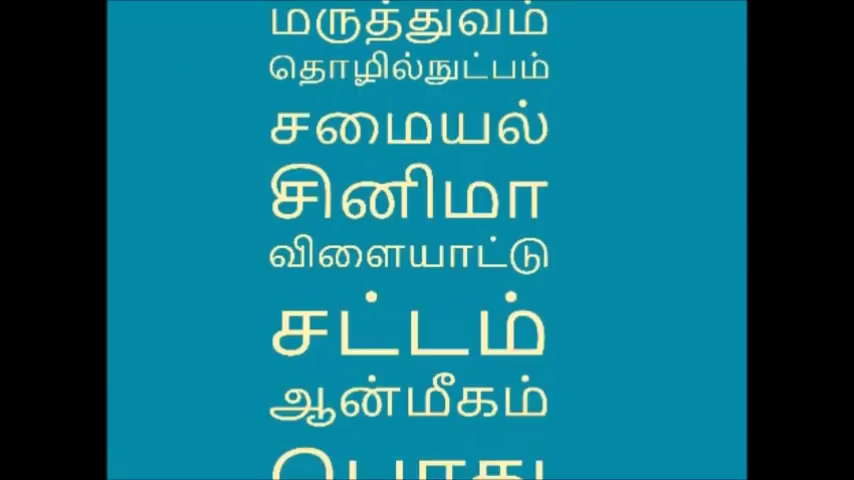 மருத்துவம்
தொழில்நுட்பம்
சமையல்
சினிமா
விளையாட்டு
சட்டம்
ஆன்மீகம்
பொது